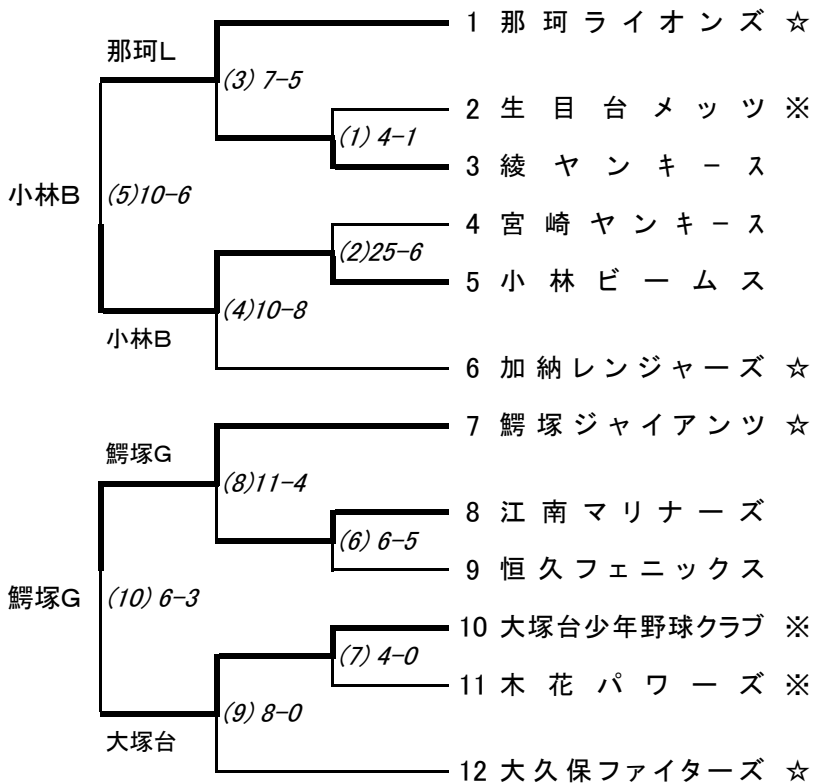 1 那珂ライオンズ ☆
那珂L
(3) 7-5
2 生目台メッツ ※
(1) 4-1
3 綾ヤンキース
小林B
(5)10-6
4 宮崎ヤンキース
(2)25-6
5 小林ビームス
(4)10-8
小林B
6 加納レンジャーズ ☆
7 鰐塚ジャイアンツ ☆
鰐塚G
(8)11-4
8 江南マリナーズ
(6) 6-5
9 恒久フェニックス
鰐塚G
(10) 6-3
10 大塚台少年野球クラブ ※
(7) 4-0
11 木花パワーズ ※
(9) 8-0
大塚台
12 大久保ファイターズ ☆